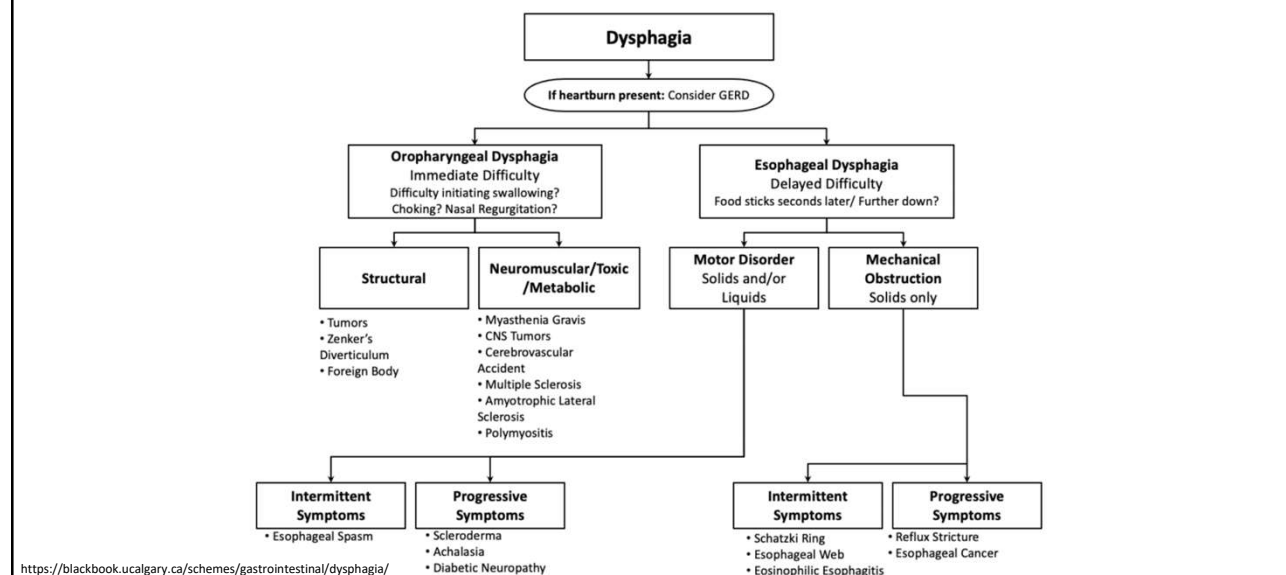 Dysphagia
If heartburn present: Consider GERD
Oropharyngeal Dysphagia
Immediate Difficulty
Difficulty initiating swallowing?
Choking? Nasal Regurgitation?
Esophageal Dysphagia
Delayed Difficulty
Food sticks seconds later/ Further down?
Structural
• Tumors
• Zenker's
Diverticulum
• Foreign Body
Neuromuscular/Toxic
/Metabolic
• Myasthenia Gravis
• CNS Tumors
• Cerebrovascular
Accident
• Multiple Sclerosis
• Amyotrophic Lateral
Sclerosis
• Polymyositis
Motor Disorder
Solids and/or
Liquids
Mechanical
Obstruction
Solids only
Intermittent
Symptoms
• Esophageal Spasm
Progressive
Symptoms
• Scleroderma
• Achalasia
• Diabetic Neuropathy
Intermittent
Symptoms
• Schatzki Ring
• Esophageal Web
• Eosinophilic Esophagitis
Progressive
Symptoms
• Reflux Stricture
• Esophageal Cancer
https://blackbook.ucalgary.ca/schemes/gastrointestinal/dysphagia/